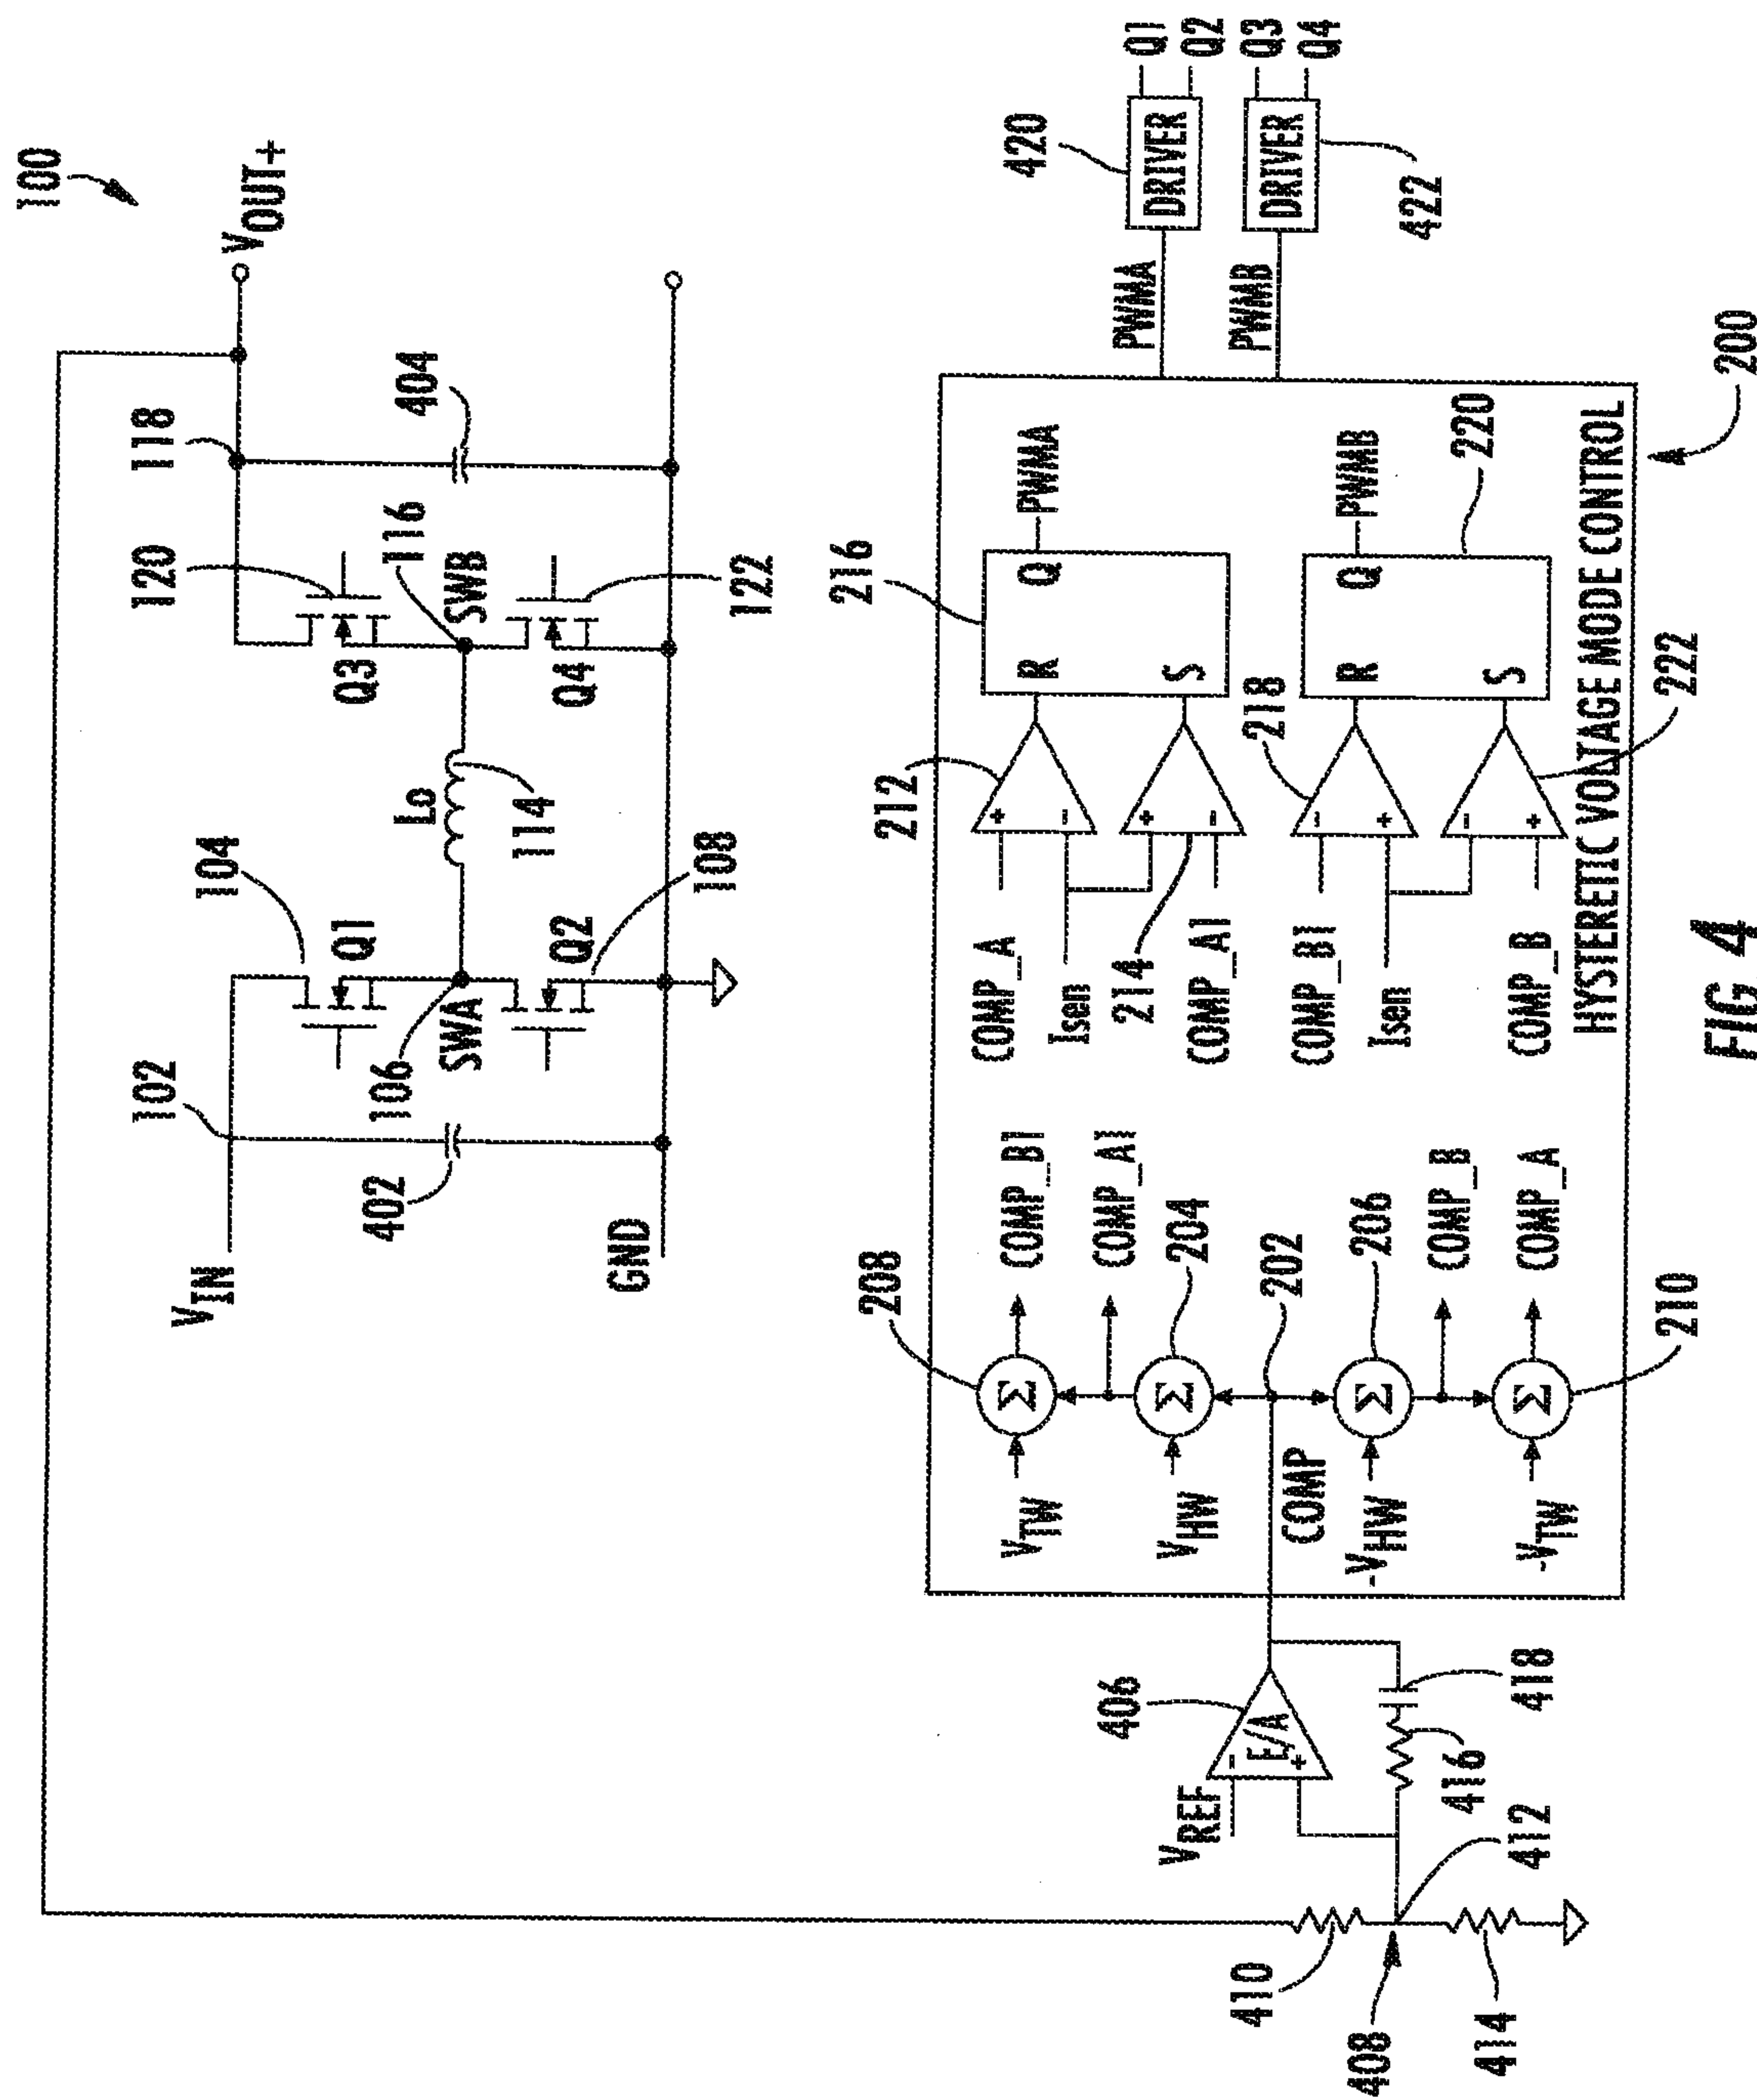 100
VIN
102
104
Q1
106
SWA
402
Q2
108
GND
Lo
114
118
VOUT+
120
Q3
116
SWB
Q4
122
404
VREF
E/A
-
+
406
410
408
412
414
416
418
COMP
202
VTW
Σ
208
COMP_B1
VHW
Σ
204
COMP_A1
-VHW
Σ
206
COMP_B
-VTW
Σ
210
COMP_A
COMP_A
Isen
+
-
212
+
-
214
COMP_A1
R
S
Q
216
PWMA
COMP_B1
Isen
-
+
218
-
+
222
COMP_B
R
S
Q
220
PWMB
HYSTERETIC VOLTAGE MODE CONTROL
200
PWMA
DRIVER
420
Q1
Q2
PWMB
DRIVER
422
Q3
Q4
FIG. 4